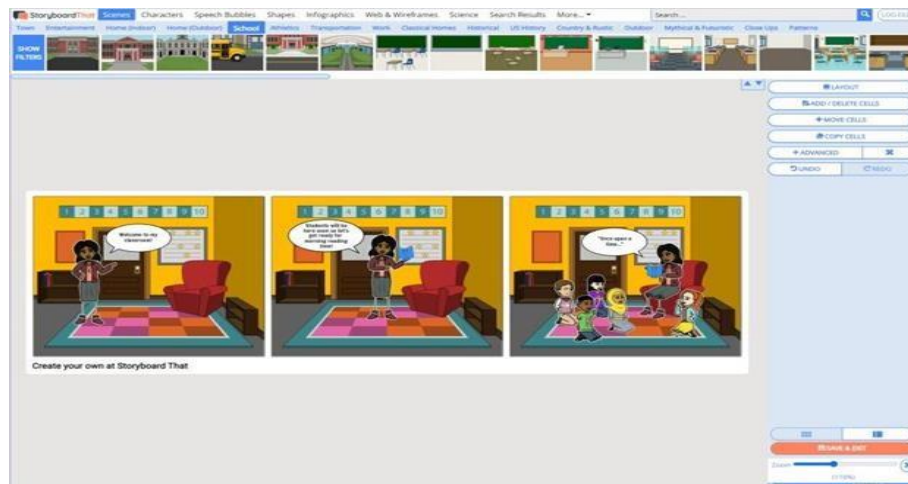 StoryboardThat Scenes Characters Speech Bubbles Shapes Infographics Web & Wireframes Science Search Results More... Search...
Town Entertainment Home (Indoor) Home (Outdoor) School Athletics Transportation Work Classical Homes Historical US History Country & Rustic Outdoor Mythical & Futuristic Close Ups Patterns
SHOW
FILTERS
LAYOUT
ADD / DELETE CELLS
MOVE CELLS
COPY CELLS
+ ADVANCED
UNDO REDO
1 2 3 4 5 6 7 8 9 10
Welcome to my
classroom!
1 2 3 4 5 6 7 8 9 10
Students will be
here soon so let's
get ready for
morning reading
time!
1 2 3 4 5 6 7 8 9 10
"Once open a
time..."
Create your own at Storyboard That
SAVE & EXIT
Zoom